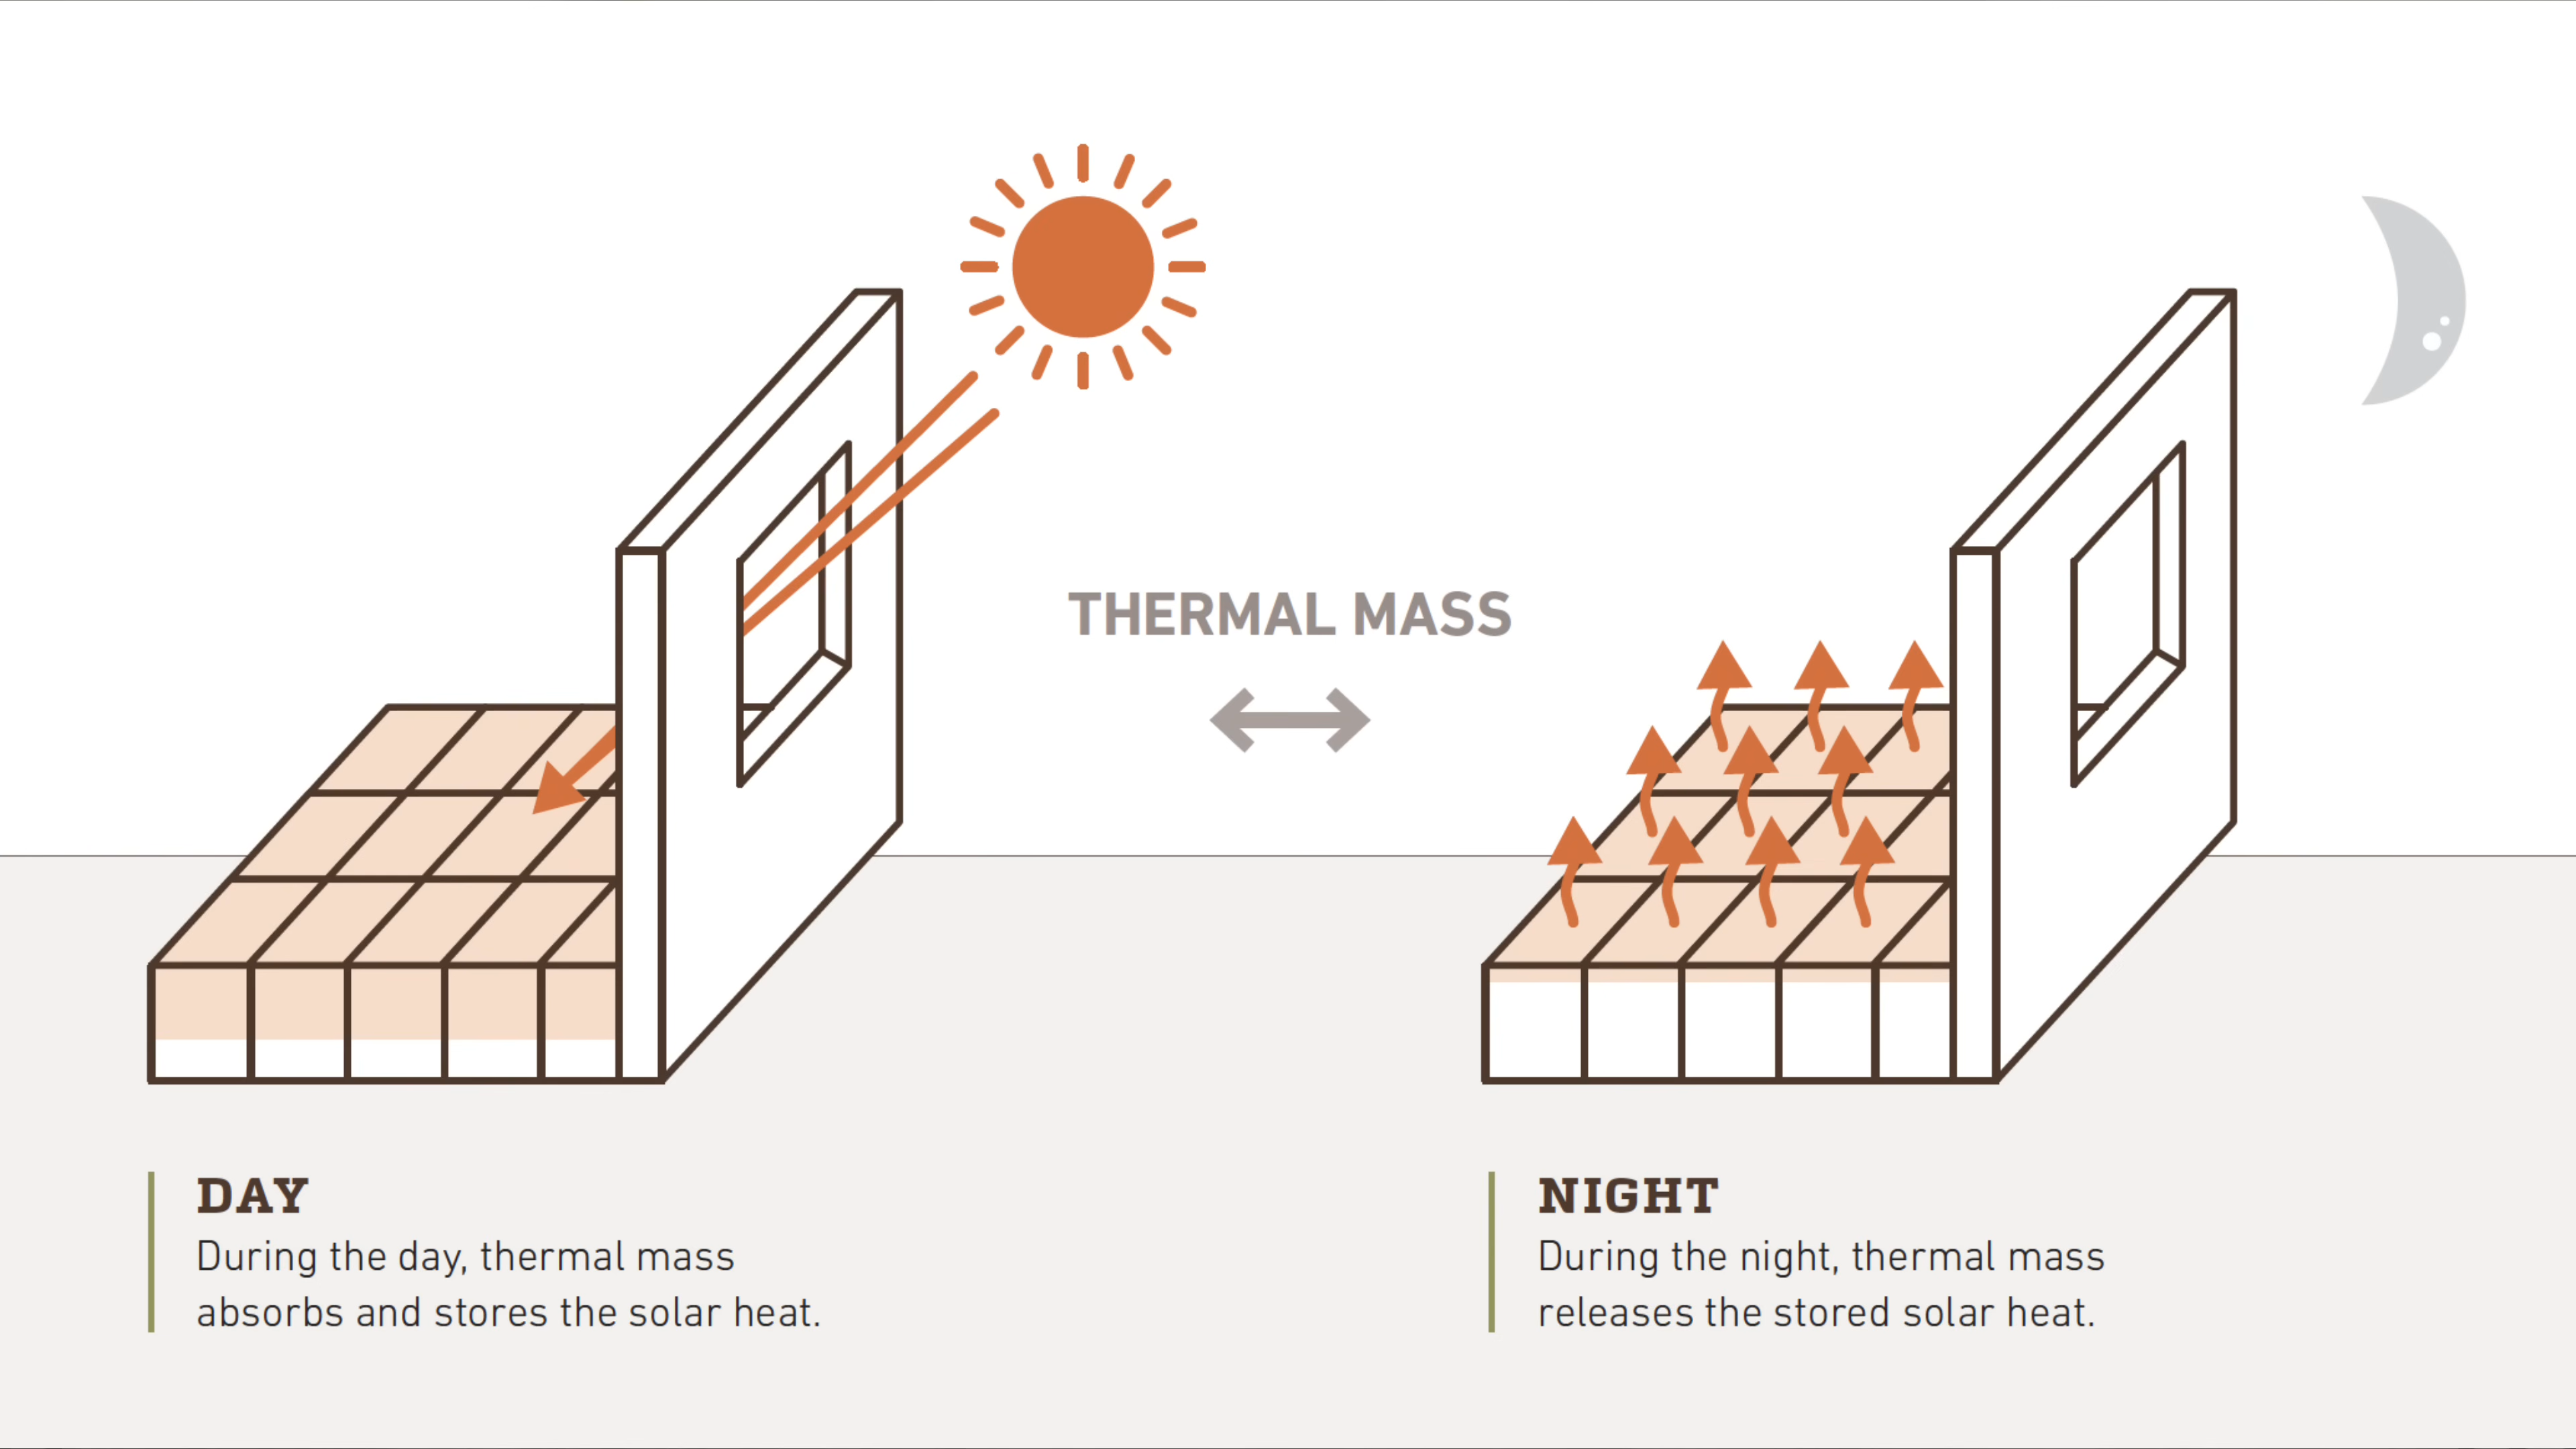 THERMAL MASS
DAY
During the day, thermal mass
absorbs and stores the solar heat.
NIGHT
During the night, thermal mass
releases the stored solar heat.